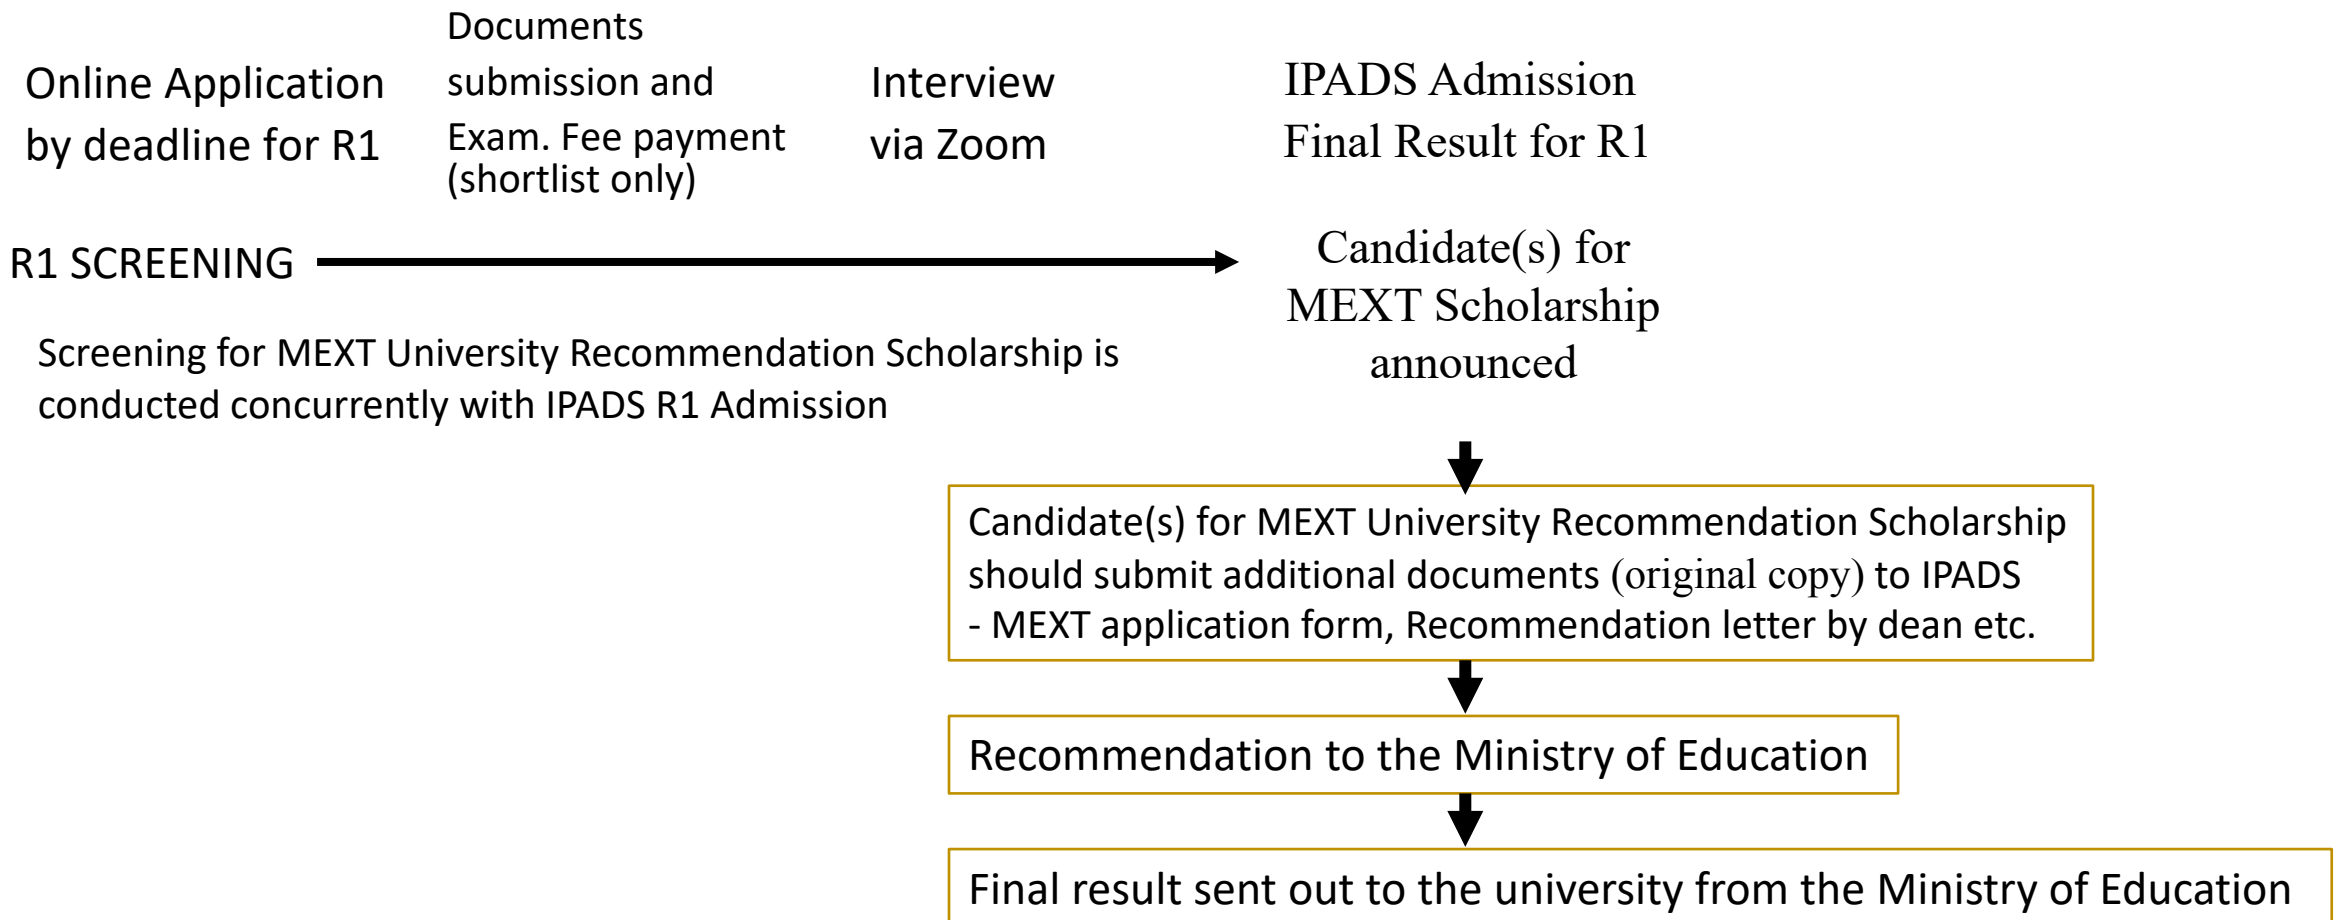 Online Application
by deadline for R1
Documents
submission and
Exam. Fee payment
(shortlist only)
Interview
via Zoom
IPADS Admission
Final Result for R1
R1 SCREENING
Candidate(s) for
MEXT Scholarship
announced
Screening for MEXT University Recommendation Scholarship is
conducted concurrently with IPADS R1 Admission
Candidate(s) for MEXT University Recommendation Scholarship
should submit additional documents (original copy) to IPADS
- MEXT application form, Recommendation letter by dean etc.
Recommendation to the Ministry of Education
Final result sent out to the university from the Ministry of Education